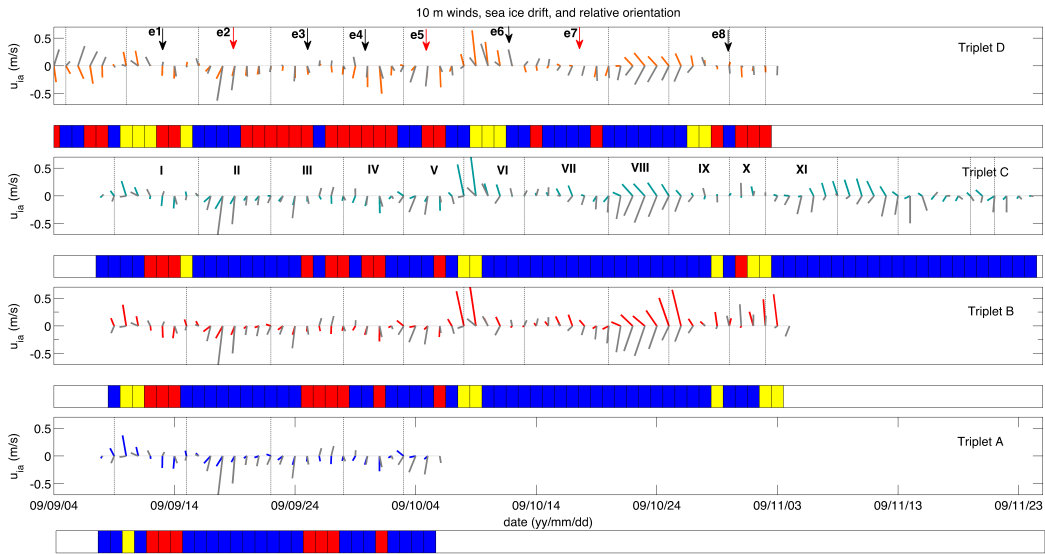 10 m winds, sea ice drift, and relative orientation
e1 e2 e3 e4 e5 e6 e7 e8
0.5
0
-0.5
u_ia (m/s)
Triplet D
0.5
0
-0.5
u_ia (m/s)
I II III IV V VI VII VIII IX X XI
Triplet C
0.5
0
-0.5
u_ia (m/s)
Triplet B
0.5
0
-0.5
u_ia (m/s)
Triplet A
09/09/04 09/09/14 09/09/24 09/10/04 09/10/14 09/10/24 09/11/03 09/11/13 09/11/23
date (yy/mm/dd)